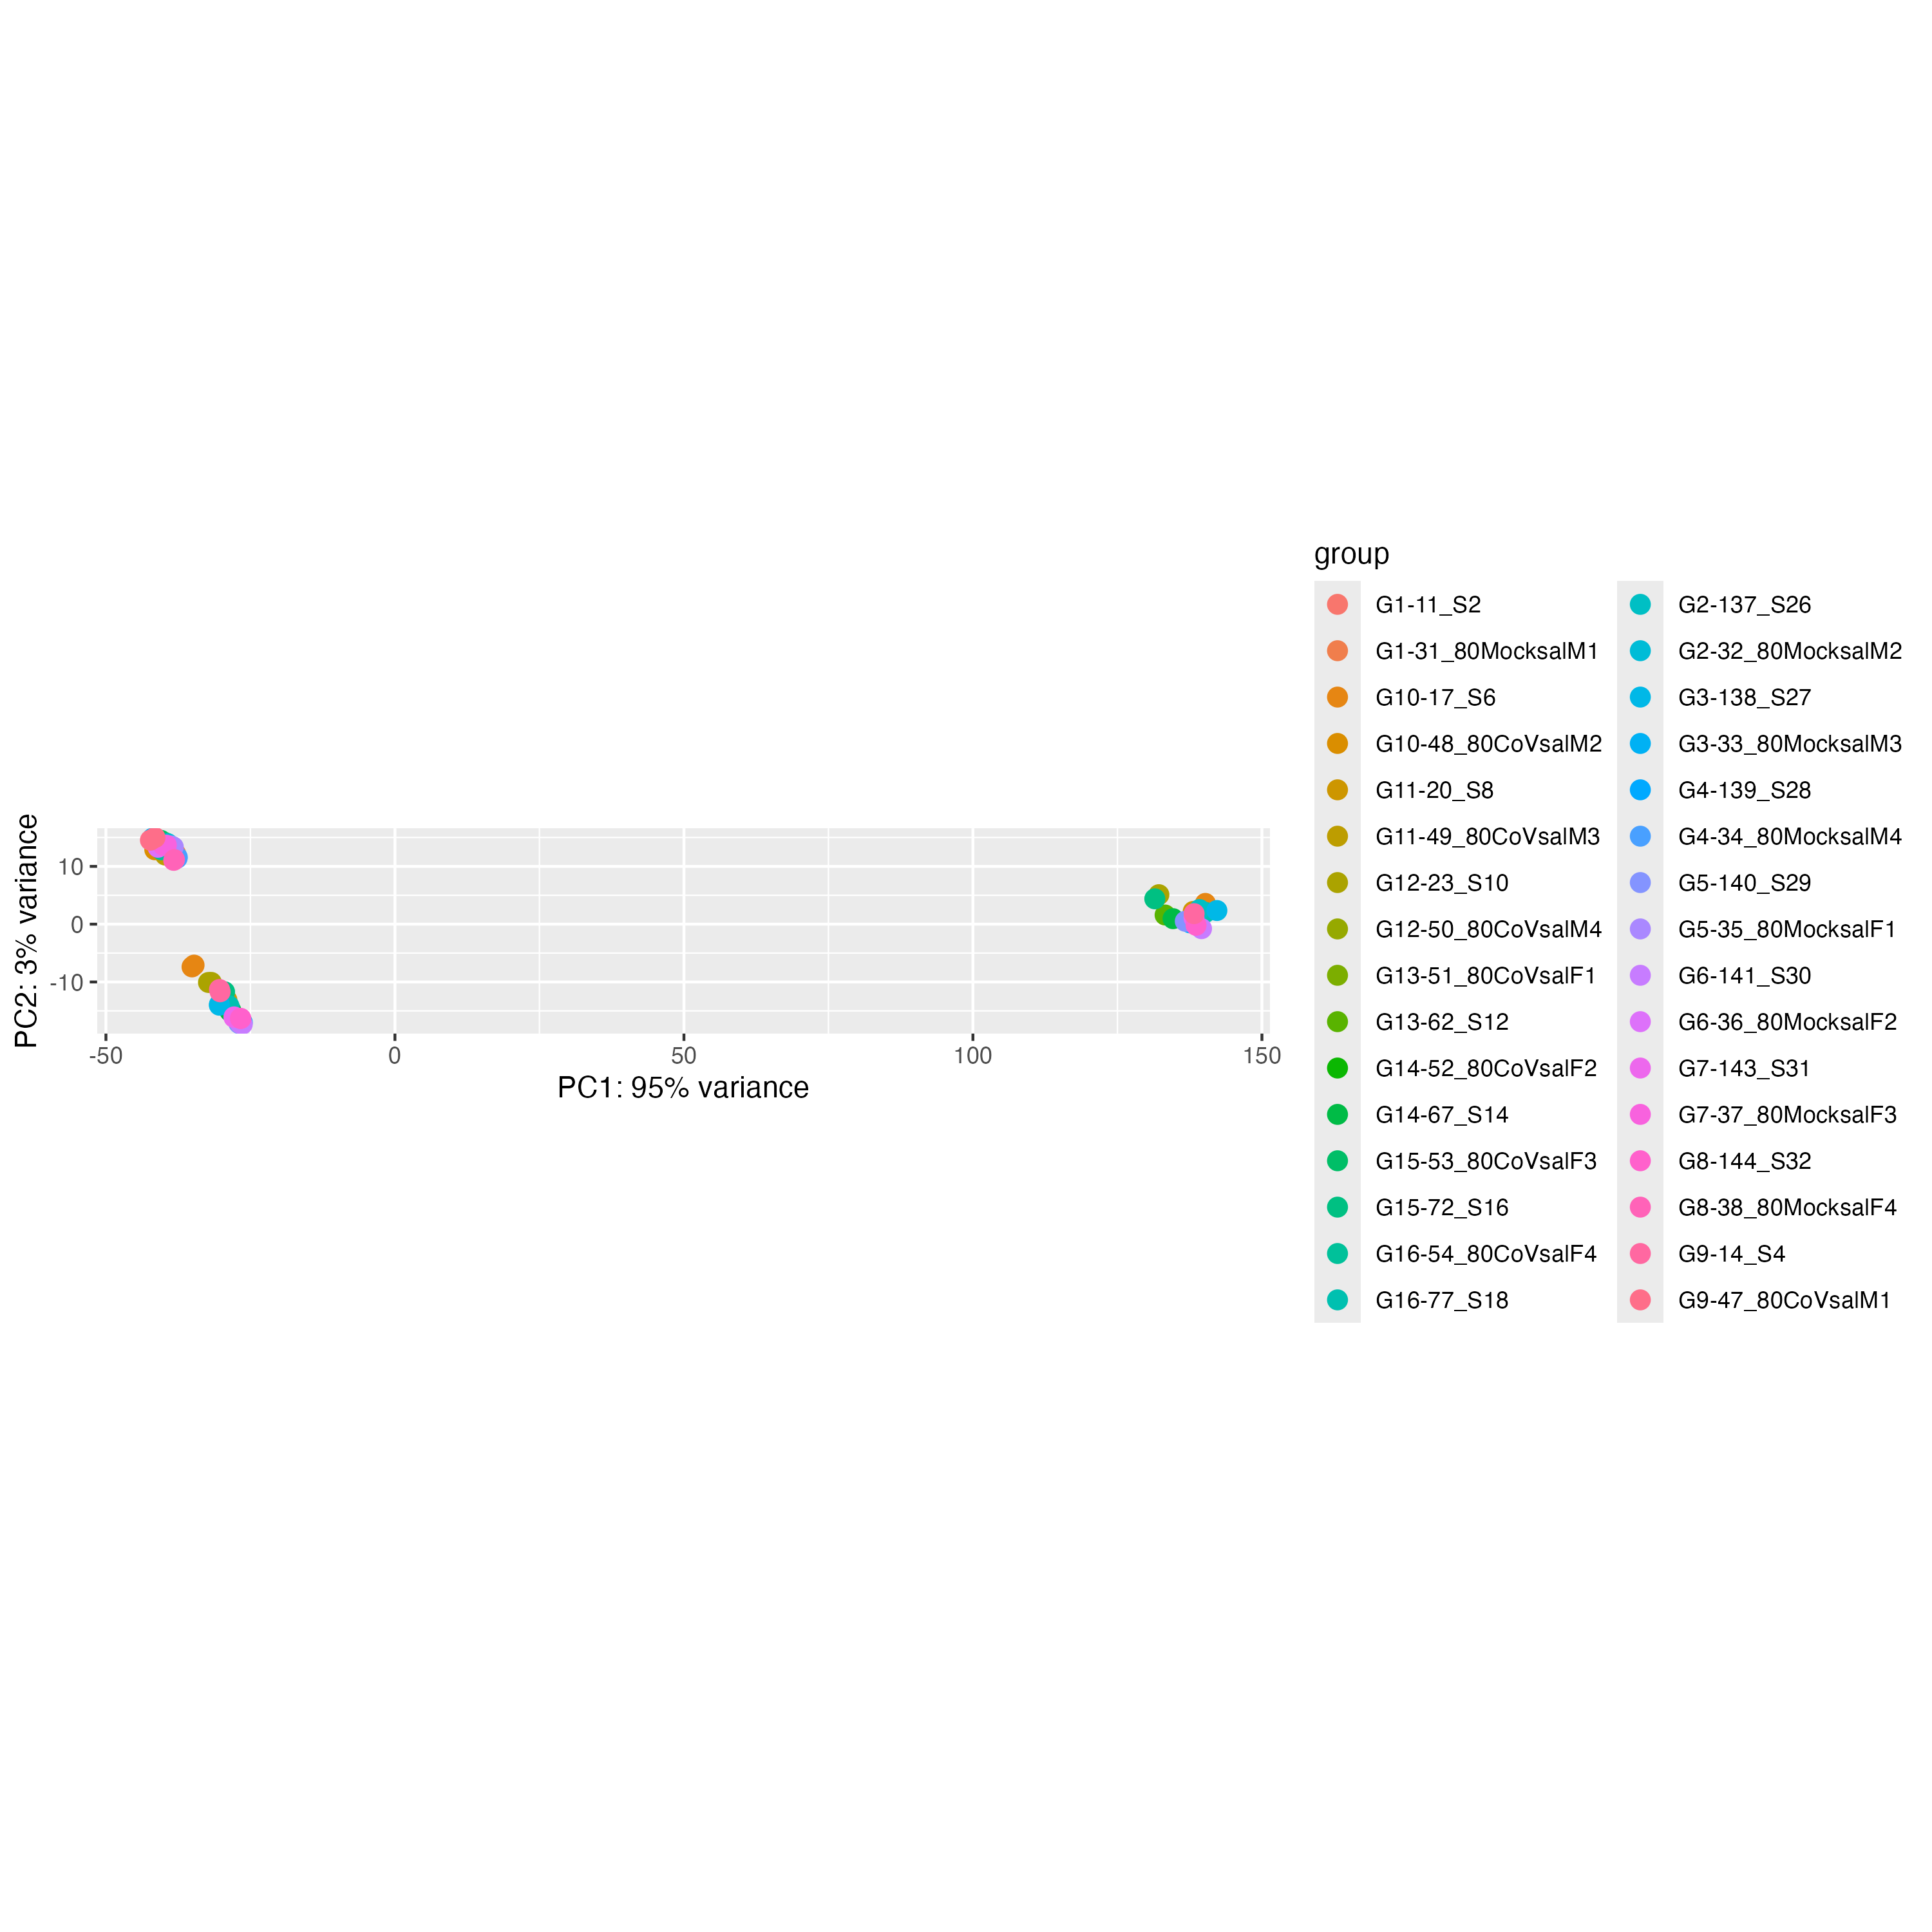 group
G1-11_S2
G1-31_80MocksalM1
G10-17_S6
G10-48_80CoVsalM2
G11-20_S8
G11-49_80CoVsalM3
G12-23_S10
G12-50_80CoVsalM4
G13-51_80CoVsalF1
G13-62_S12
G14-52_80CoVsalF2
G14-67_S14
G15-53_80CoVsalF3
G15-72_S16
G16-54_80CoVsalF4
G16-77_S18
G2-137_S26
G2-32_80MocksalM2
G3-138_S27
G3-33_80MocksalM3
G4-139_S28
G4-34_80MocksalM4
G5-140_S29
G5-35_80MocksalF1
G6-141_S30
G6-36_80MocksalF2
G7-143_S31
G7-37_80MocksalF3
G8-144_S32
G8-38_80MocksalF4
G9-14_S4
G9-47_80CoVsalM1
PC2: 3% variance
10
0
-10
-50 0 50 100 150
PC1: 95% variance